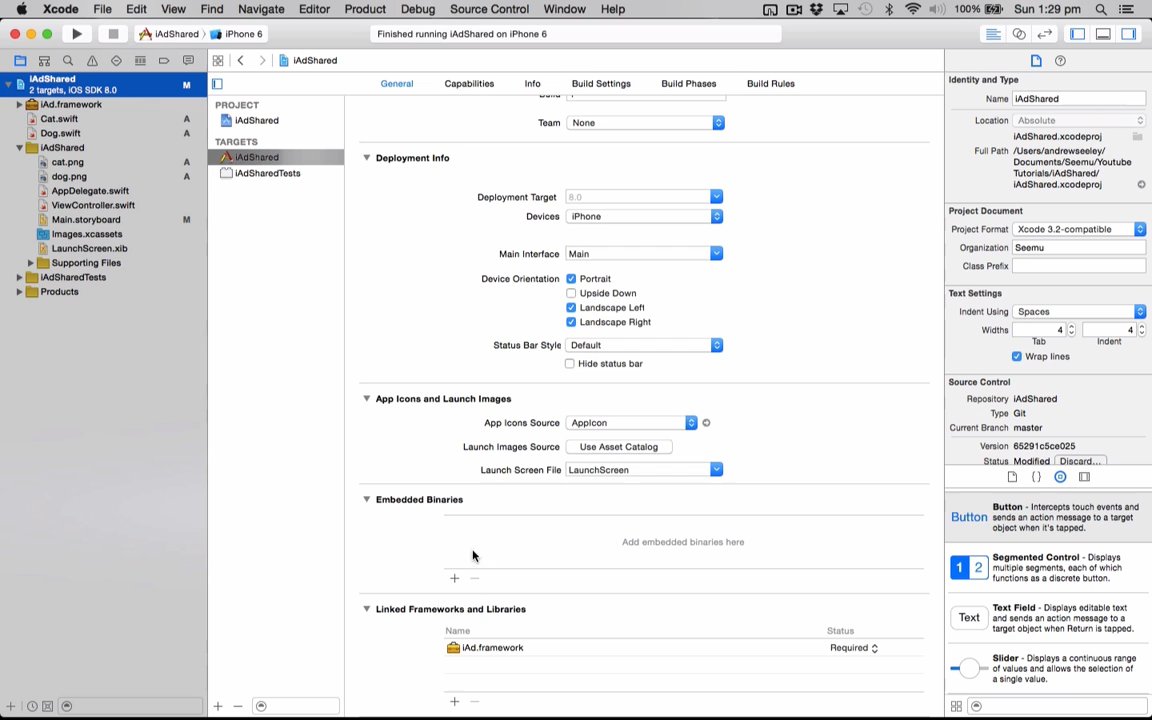 Xcode File Edit View Find Navigate Editor Product Debug Source Control Window Help 100% Sun 1:29 pm
iAdShared iPhone 6 Finished running iAdShared on iPhone 6
iAdShared
2 targets, iOS SDK 8.0 M
iAd.framework
Cat.swift A
Dog.swift A
iAdShared
cat.png A
dog.png A
AppDelegate.swift
ViewController.swift
Main.storyboard M
Images.xcassets
LaunchScreen.xib
Supporting Files
iAdSharedTests
Products
iAdShared
General Capabilities Info Build Settings Build Phases Build Rules
PROJECT
iAdShared
TARGETS
iAdShared
iAdSharedTests
Team None
Deployment Info
Deployment Target 8.0
Devices iPhone
Main Interface Main
Device Orientation Portrait
Upside Down
Landscape Left
Landscape Right
Status Bar Style Default
Hide status bar
App Icons and Launch Images
App Icons Source AppIcon
Launch Images Source Use Asset Catalog
Launch Screen File LaunchScreen
Embedded Binaries
Add embedded binaries here
Linked Frameworks and Libraries
Name Status
iAd.framework Required
Identity and Type
Name iAdShared
Location Absolute
iAdShared.xcodeproj
Full Path /Users/andrewseeley/
Documents/Seemu/Youtube
Tutorials/iAdShared/
iAdShared.xcodeproj
Project Document
Project Format Xcode 3.2-compatible
Organization Seemu
Class Prefix
Text Settings
Indent Using Spaces
Widths 4 4
Tab Indent
Wrap lines
Source Control
Repository iAdShared
Type Git
Current Branch master
Version 65291c5ce025
Status Modified Discard...
Button Button - Intercepts touch events and
sends an action message to a target
object when it's tapped.
1 2 Segmented Control - Displays
multiple segments, each of which
functions as a discrete button.
Text Text Field - Displays editable text
and sends an action message to a
target object when Return is tapped.
Slider - Displays a continuous range
of values and allows the selection of
a single value.